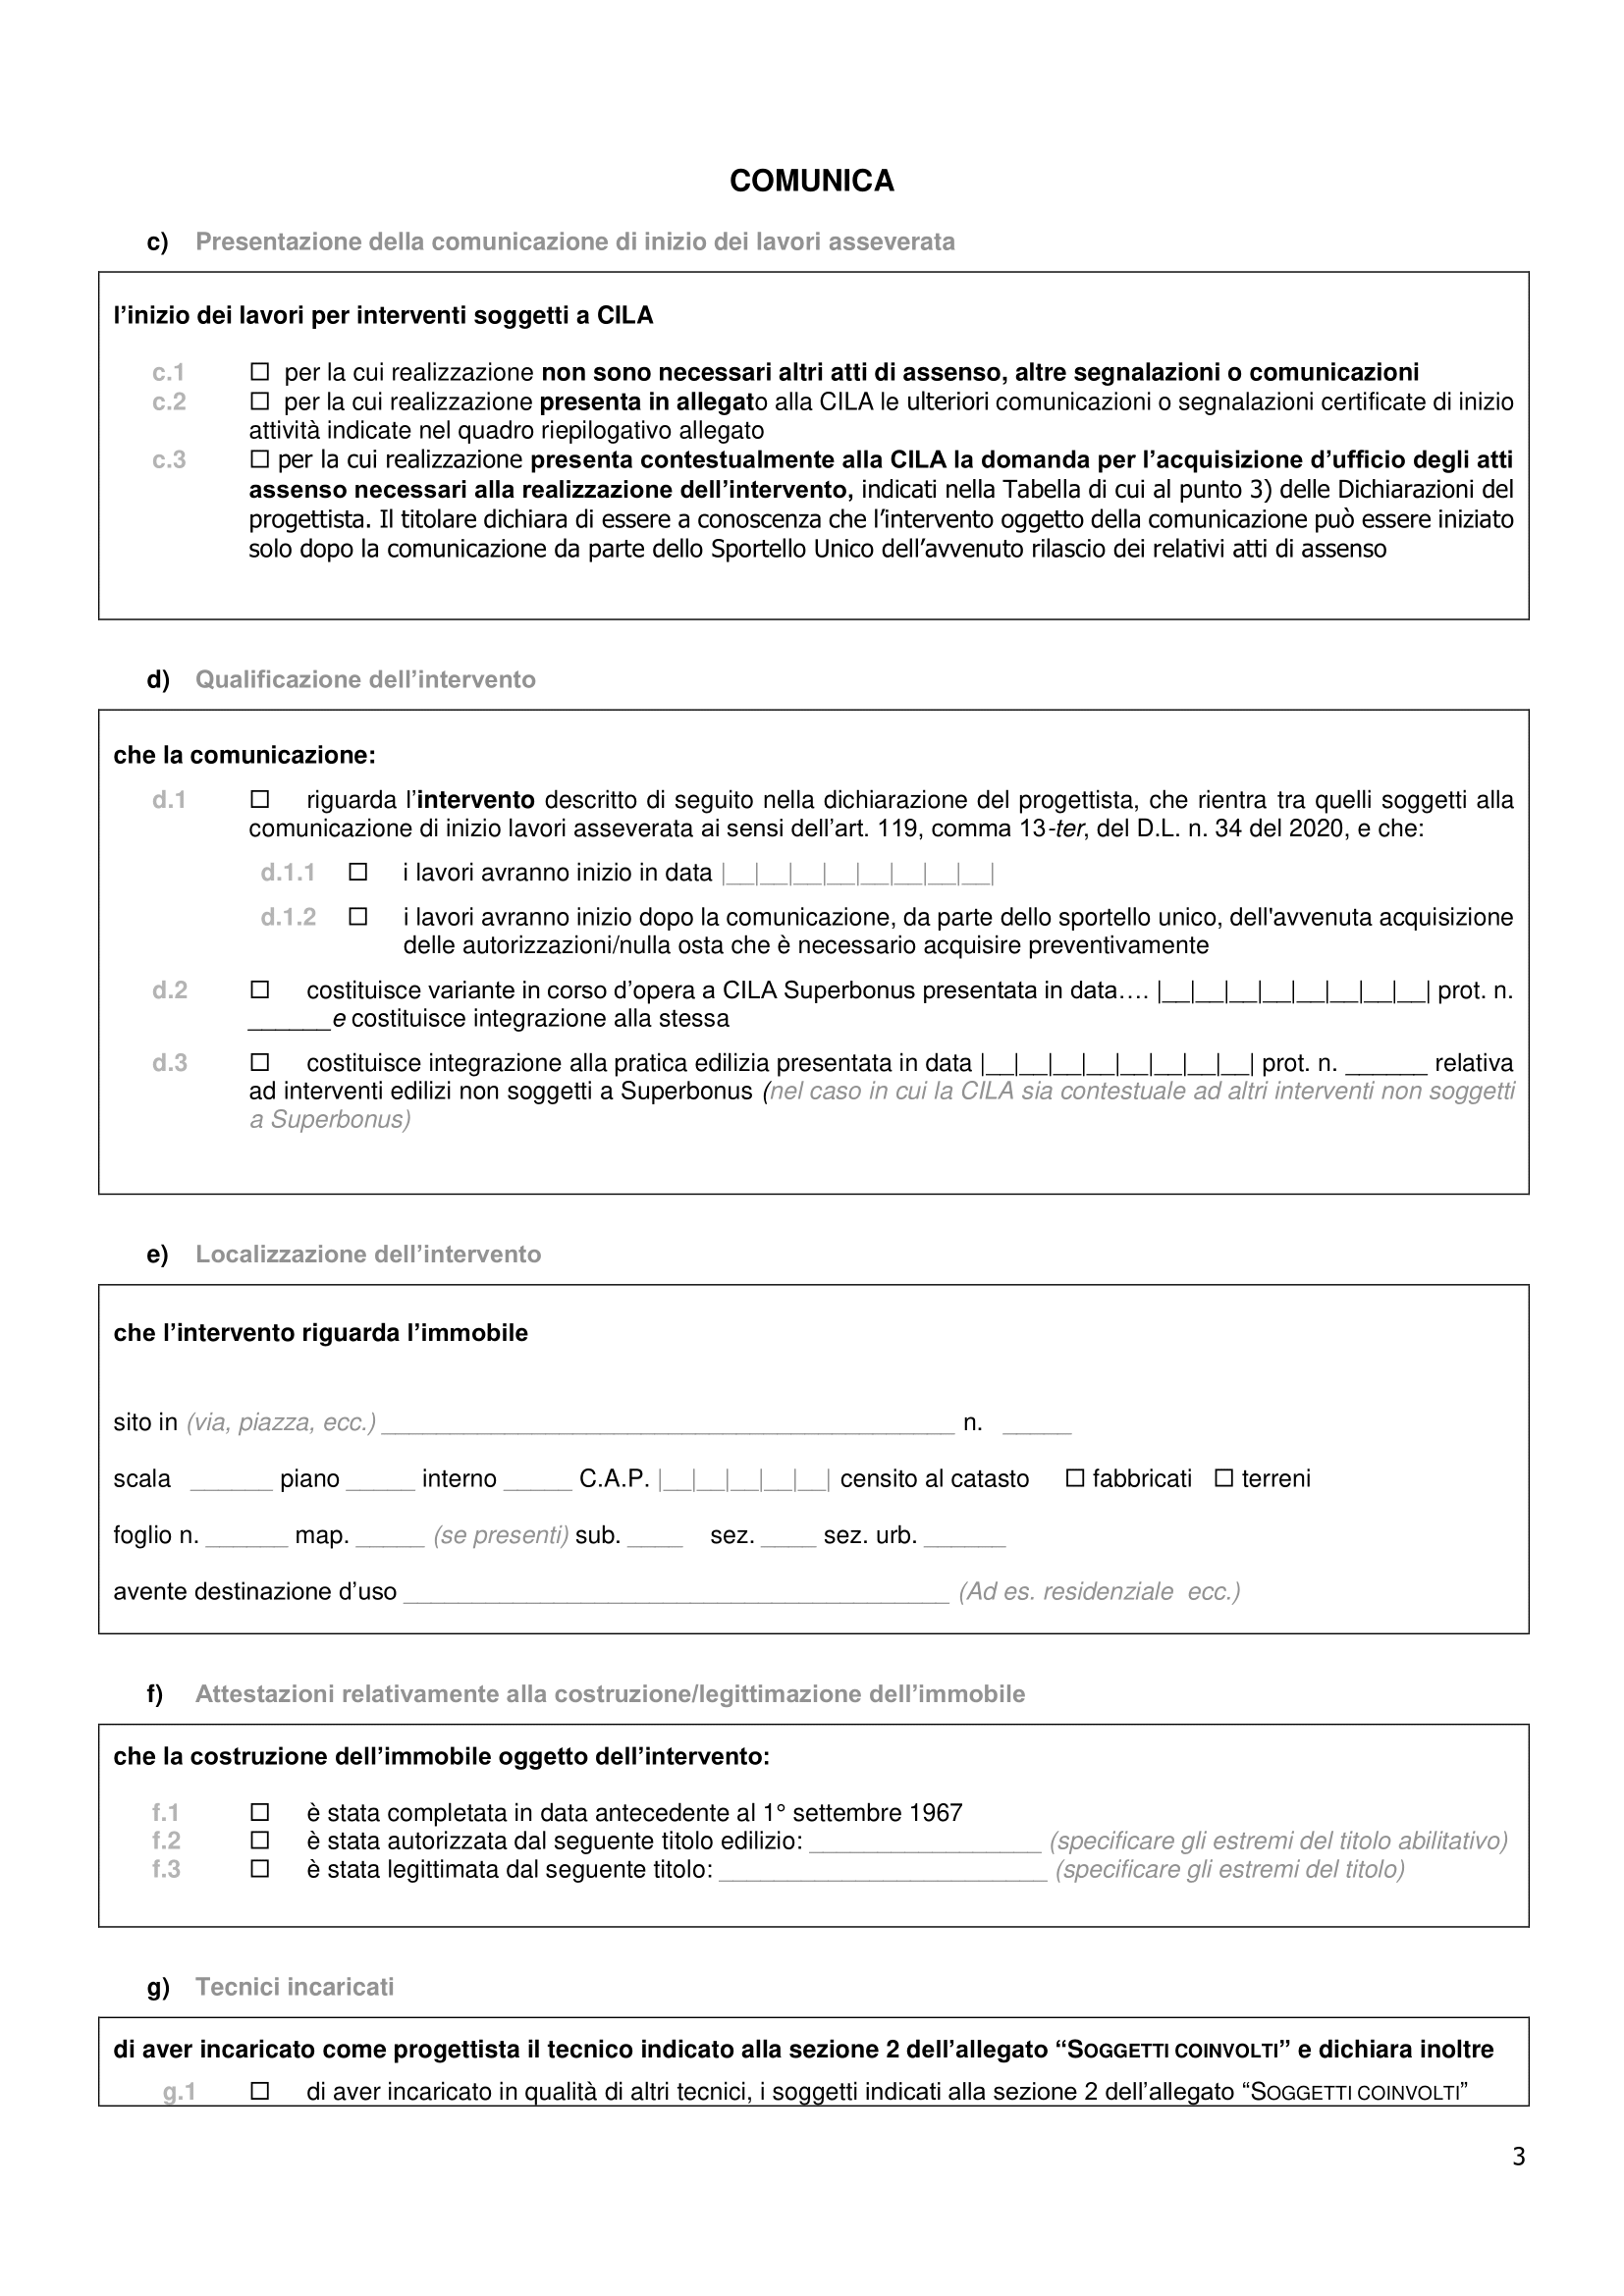 COMUNICA
c) Presentazione della comunicazione di inizio dei lavori asseverata
l’inizio dei lavori per interventi soggetti a CILA
c.1 ☐ per la cui realizzazione non sono necessari altri atti di assenso, altre segnalazioni o comunicazioni
c.2 ☐ per la cui realizzazione presenta in allegato alla CILA le ulteriori comunicazioni o segnalazioni certificate di inizio
attività indicate nel quadro riepilogativo allegato
c.3 ☐ per la cui realizzazione presenta contestualmente alla CILA la domanda per l’acquisizione d’ufficio degli atti
assenso necessari alla realizzazione dell’intervento, indicati nella Tabella di cui al punto 3) delle Dichiarazioni del
progettista. Il titolare dichiara di essere a conoscenza che l’intervento oggetto della comunicazione può essere iniziato
solo dopo la comunicazione da parte dello Sportello Unico dell’avvenuto rilascio dei relativi atti di assenso
d) Qualificazione dell’intervento
che la comunicazione:
d.1 ☐ riguarda l’intervento descritto di seguito nella dichiarazione del progettista, che rientra tra quelli soggetti alla
comunicazione di inizio lavori asseverata ai sensi dell’art. 119, comma 13-ter, del D.L. n. 34 del 2020, e che:
d.1.1 ☐ i lavori avranno inizio in data |__|__|__|__|__|__|__|__|
d.1.2 ☐ i lavori avranno inizio dopo la comunicazione, da parte dello sportello unico, dell'avvenuta acquisizione
delle autorizzazioni/nulla osta che è necessario acquisire preventivamente
d.2 ☐ costituisce variante in corso d’opera a CILA Superbonus presentata in data…. |__|__|__|__|__|__|__|__| prot. n.
______e costituisce integrazione alla stessa
d.3 ☐ costituisce integrazione alla pratica edilizia presentata in data |__|__|__|__|__|__|__|__| prot. n. ______ relativa
ad interventi edilizi non soggetti a Superbonus (nel caso in cui la CILA sia contestuale ad altri interventi non soggetti
a Superbonus)
e) Localizzazione dell’intervento
che l’intervento riguarda l’immobile
sito in (via, piazza, ecc.) __________________________________________ n. _____
scala ______ piano _____ interno _____ C.A.P. |__|__|__|__|__| censito al catasto ☐ fabbricati ☐ terreni
foglio n. ______ map. _____ (se presenti) sub. ____ sez. ____ sez. urb. ______
avente destinazione d’uso ________________________________________ (Ad es. residenziale ecc.)
f) Attestazioni relativamente alla costruzione/legittimazione dell’immobile
che la costruzione dell’immobile oggetto dell’intervento:
f.1 ☐ è stata completata in data antecedente al 1° settembre 1967
f.2 ☐ è stata autorizzata dal seguente titolo edilizio: _________________ (specificare gli estremi del titolo abilitativo)
f.3 ☐ è stata legittimata dal seguente titolo: ________________________ (specificare gli estremi del titolo)
g) Tecnici incaricati
di aver incaricato come progettista il tecnico indicato alla sezione 2 dell’allegato “SOGGETTI COINVOLTI” e dichiara inoltre
g.1 ☐ di aver incaricato in qualità di altri tecnici, i soggetti indicati alla sezione 2 dell’allegato “SOGGETTI COINVOLTI”
3